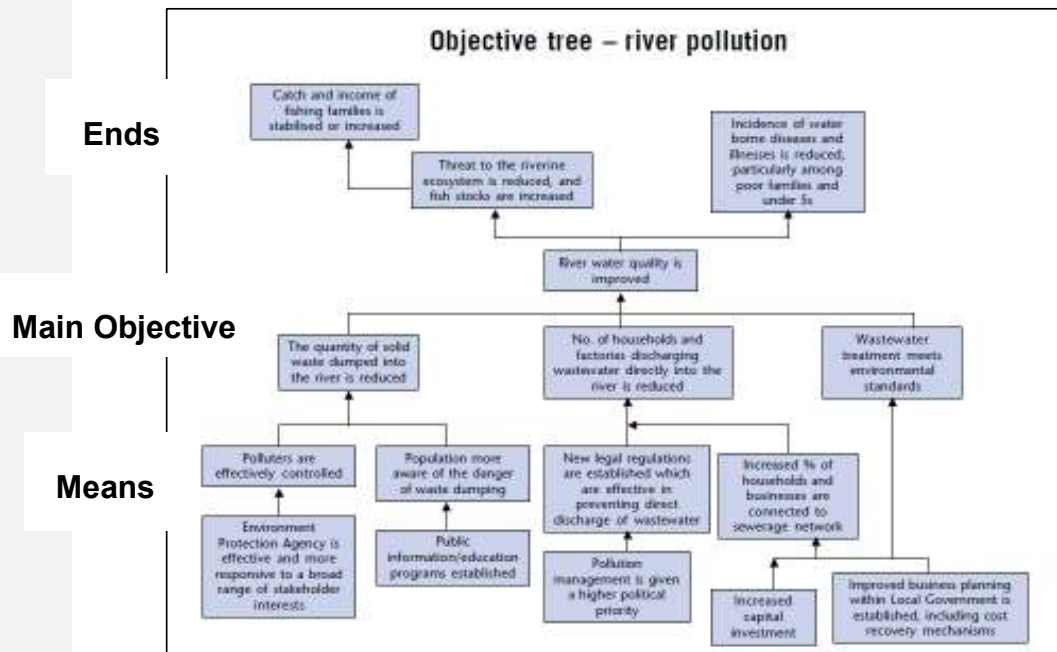 Objective tree – river pollution
Catch and income of
fishing families is
stabilised or increased
Ends
Incidence of water
borne diseases and
illnesses is reduced,
particularly among
poor families and
under 5s
Threat to the riverine
ecosystem is reduced, and
fish stocks are increased
River water quality is
improved
Main Objective
The quantity of solid
waste dumped into
the river is reduced
No. of households and
factories discharging
wastewater directly into the
river is reduced
Wastewater
treatment meets
environmental
standards
Means
Polluters are
effectively controlled
Population more
aware of the danger
of waste dumping
New legal regulations
are established which
are effective in
preventing direct
discharge of wastewater
Increased % of
households and
businesses are
connected to
sewerage network
Environment
Protection Agency is
effective and more
responsive to a broad
range of stakeholder
interests
Public
information/education
programs established
Pollution
management is given
a higher political
priority
Increased
capital
investment
Improved business planning
within Local Government is
established, including cost
recovery mechanisms